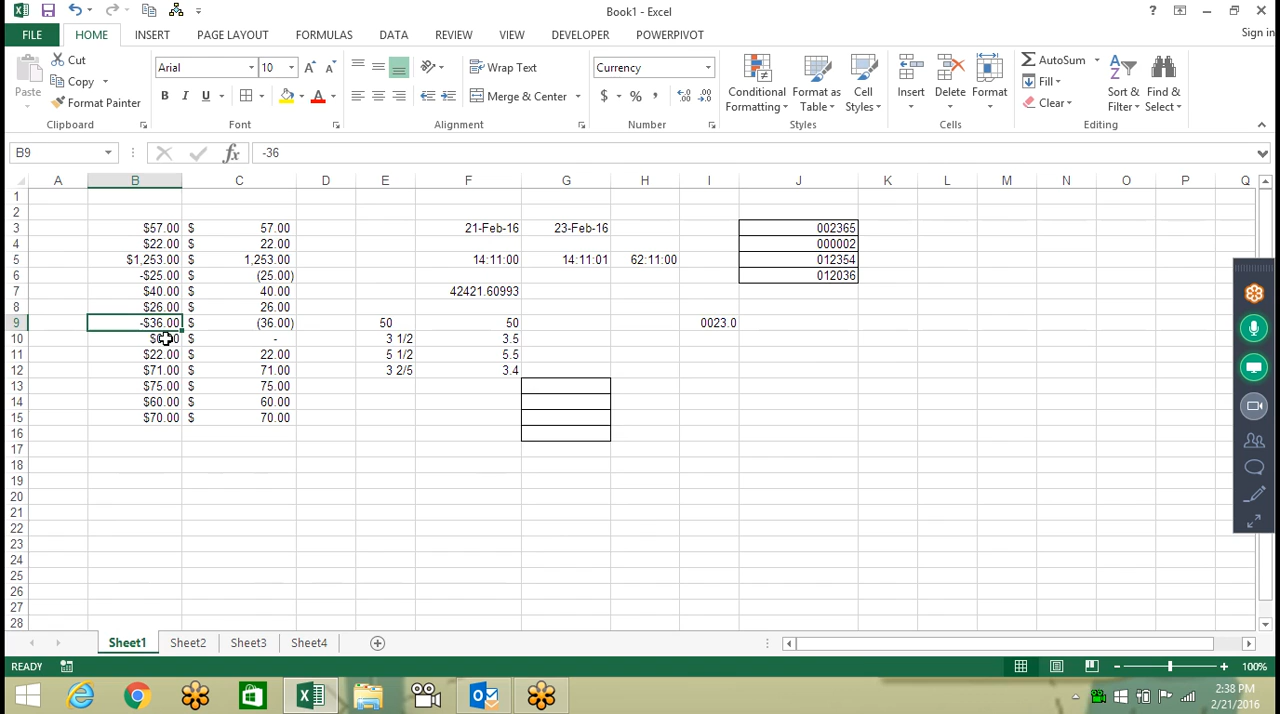 Book1 - Excel
?
FILE HOME INSERT PAGE LAYOUT FORMULAS DATA REVIEW VIEW DEVELOPER POWERPIVOT Sign in
Paste Cut Copy Format Painter
Arial 10
B I U A
Wrap Text
Merge & Center
Currency
$ % ,
Conditional Formatting
Format as Table
Cell Styles
Insert Delete Format
AutoSum Fill Clear
Sort & Filter
Find & Select
Clipboard Font Alignment Number Styles Cells Editing
B9 fx -36
A B C D E F G H I J K L M N O P Q
1
2
3 $57.00 $ 57.00 21-Feb-16 23-Feb-16 002365
4 $22.00 $ 22.00 000002
5 $1,253.00 $ 1,253.00 14:11:00 14:11:01 62:11:00 012354
6 -$25.00 $ (25.00) 012036
7 $40.00 $ 40.00 42421.60993
8 $26.00 $ 26.00
9 -$36.00 $ (36.00) 50 50 0023.0
10 $ - 3 1/2 3.5
11 $22.00 $ 22.00 5 1/2 5.5
12 $71.00 $ 71.00 3 2/5 3.4
13 $75.00 $ 75.00
14 $60.00 $ 60.00
15 $70.00 $ 70.00
16
17
18
19
20
21
22
23
24
25
26
27
28
Sheet1 Sheet2 Sheet3 Sheet4
READY 100%
2:38 PM
2/21/2016